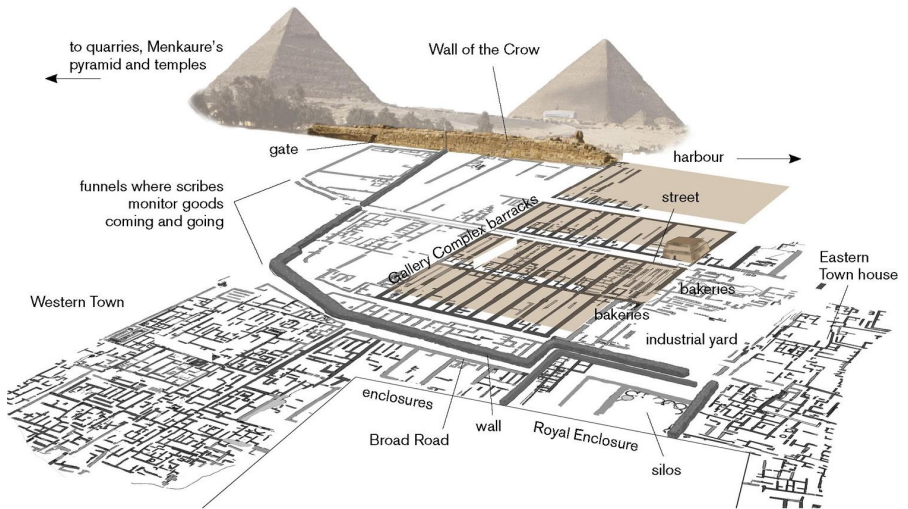 to quarries, Menkaure's
pyramid and temples
Wall of the Crow
gate
harbour
funnels where scribes
monitor goods
coming and going
street
Gallery Complex barracks
Eastern
Town house
Western Town
bakeries
bakeries
industrial yard
enclosures
Broad Road
wall
Royal Enclosure
silos